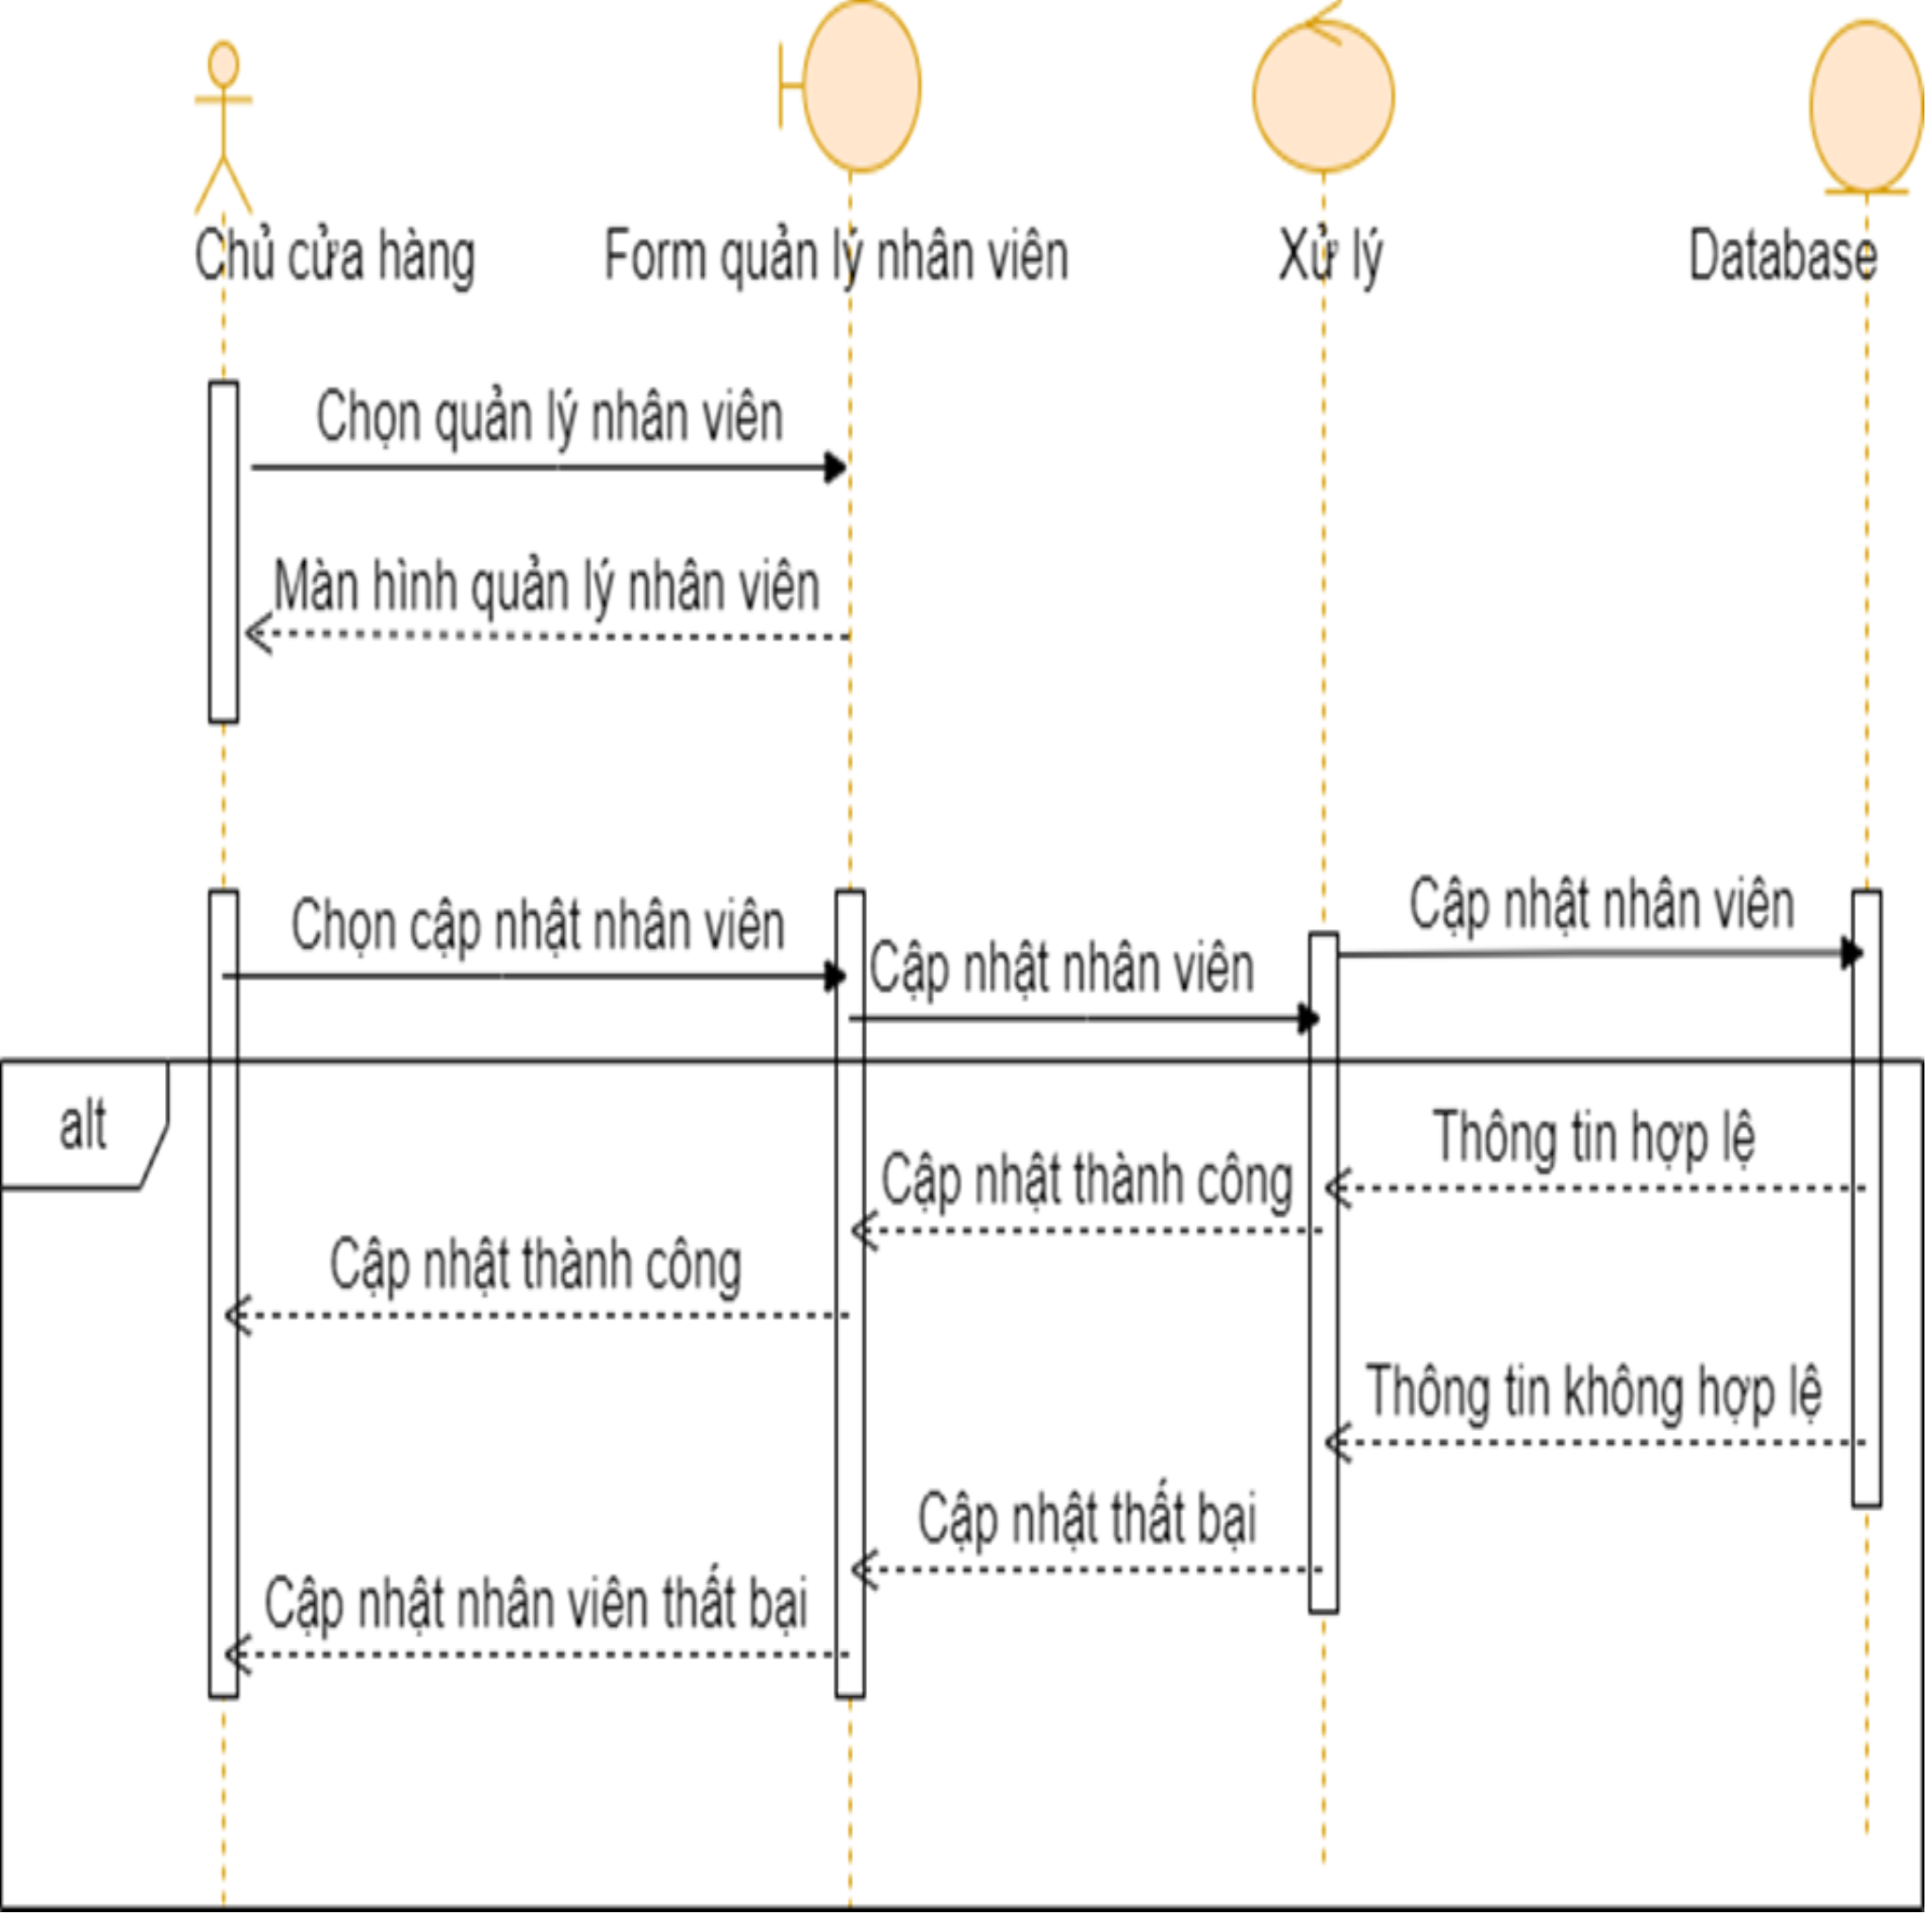 Chủ cửa hàng
Form quản lý nhân viên
Xử lý
Database
Chọn quản lý nhân viên
Màn hình quản lý nhân viên
Chọn cập nhật nhân viên
Cập nhật nhân viên
Cập nhật nhân viên
alt
Thông tin hợp lệ
Cập nhật thành công
Cập nhật thành công
Thông tin không hợp lệ
Cập nhật thất bại
Cập nhật nhân viên thất bại